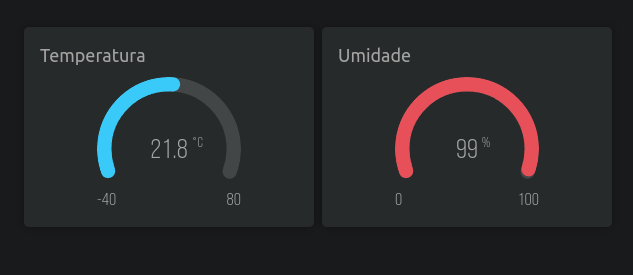 Temperatura
21.8 °C
-40 80
Umidade
99 %
0 100